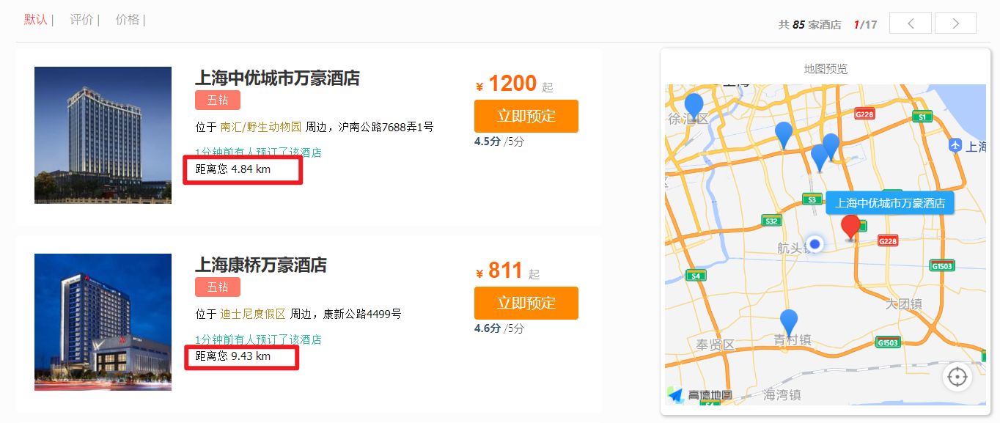 默认 | 评价 | 价格 |
共 85 家酒店 1/17
上海中优城市万豪酒店
五钻
位于 南汇/野生动物园 周边，沪南公路7688弄1号
1分钟前有人预订了该酒店
距离您 4.84 km
¥ 1200 起
立即预定
4.5分 /5分
上海康桥万豪酒店
五钻
位于 迪士尼度假区 周边，康新公路4499号
1分钟前有人预订了该酒店
距离您 9.43 km
¥ 811 起
立即预定
4.6分 /5分
地图预览
上海
徐汇区
G228
S1
上海
S3
上海中优城市万豪酒店
S32
G228
航头镇
G1503
S4
大团镇
青村镇
奉贤区
G1503
高德地图
海湾镇
S4